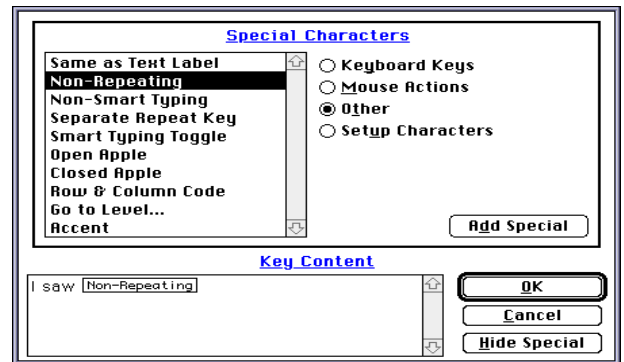 Special Characters
Same as Text Label
Non-Repeating
Non-Smart Typing
Separate Repeat Key
Smart Typing Toggle
Open Apple
Closed Apple
Row & Column Code
Go to Level...
Accent
Keyboard Keys
Mouse Actions
Other
Setup Characters
Add Special
Key Content
I saw Non-Repeating
OK
Cancel
Hide Special